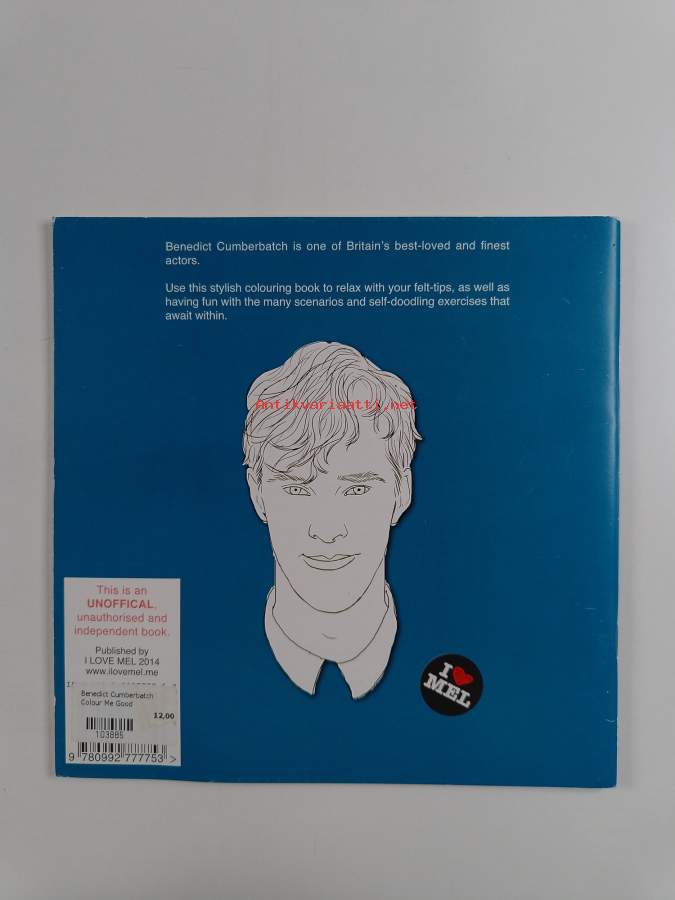 Benedict Cumberbatch is one of Britain's best-loved and finest
actors.
Use this stylish colouring book to relax with your felt-tips, as well as
having fun with the many scenarios and self-doodling exercises that
await within.
Antikvariaatti.net
This is an
UNOFFICAL,
unauthorised and
independent book.
Published by
I LOVE MEL 2014
www.ilovemel.me
Benedict Cumberbatch
Colour Me Good
12,00
103885
9 780992 777753 >
I ♥
MEL